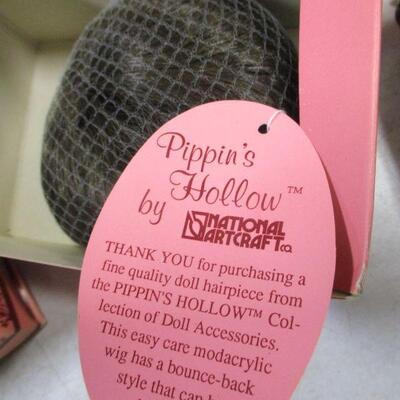 Pippin's
Hollow™
by NATIONAL
ARTCRAFT CO.
THANK YOU for purchasing a
fine quality doll hairpiece from
the PIPPIN'S HOLLOW™ Col-
lection of Doll Accessories.
This easy care modacrylic
wig has a bounce-back
style that can